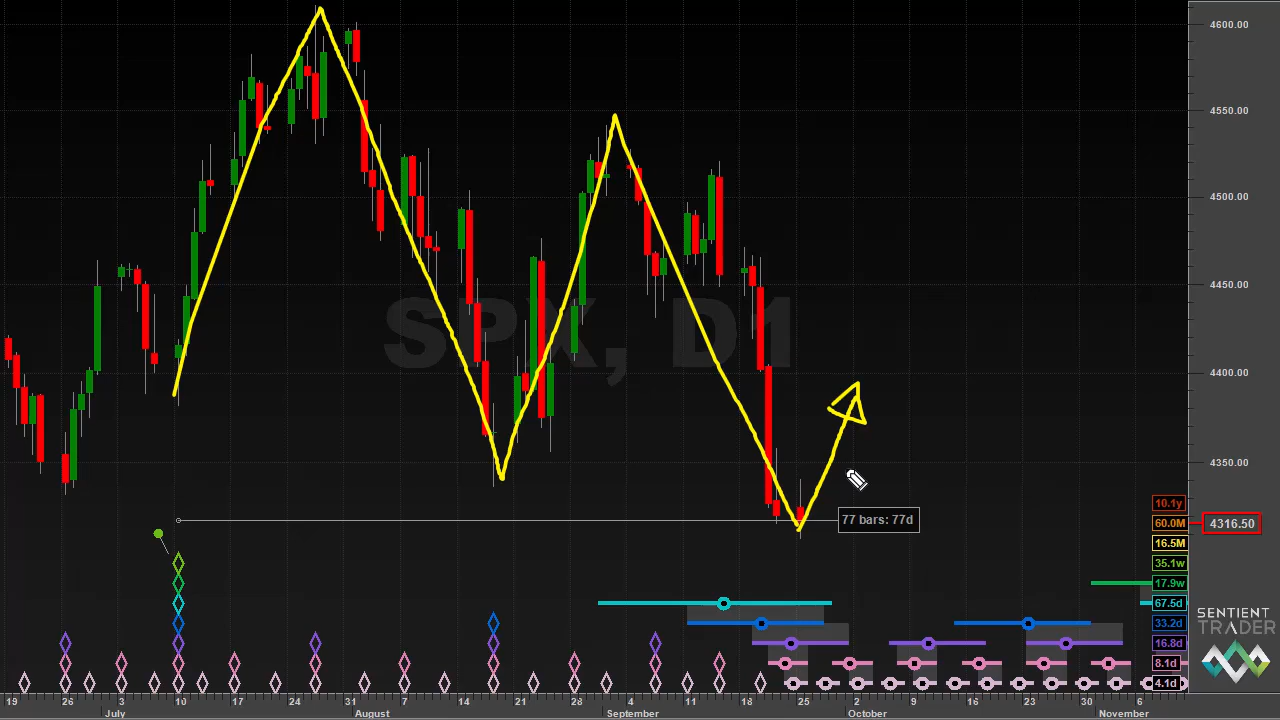 4600.00
4550.00
4500.00
4450.00
4400.00
4350.00
SPX, D1
77 bars: 77d
4316.50
10.1y
60.0M
16.5M
35.1w
17.9w
67.5d
33.2d
16.8d
8.1d
4.1d
SENTIENT
TRADER
19 26 3 10 17 24 31 7 14 21 28 4 11 18 25 2 9 16 23 30 6
July August September October November